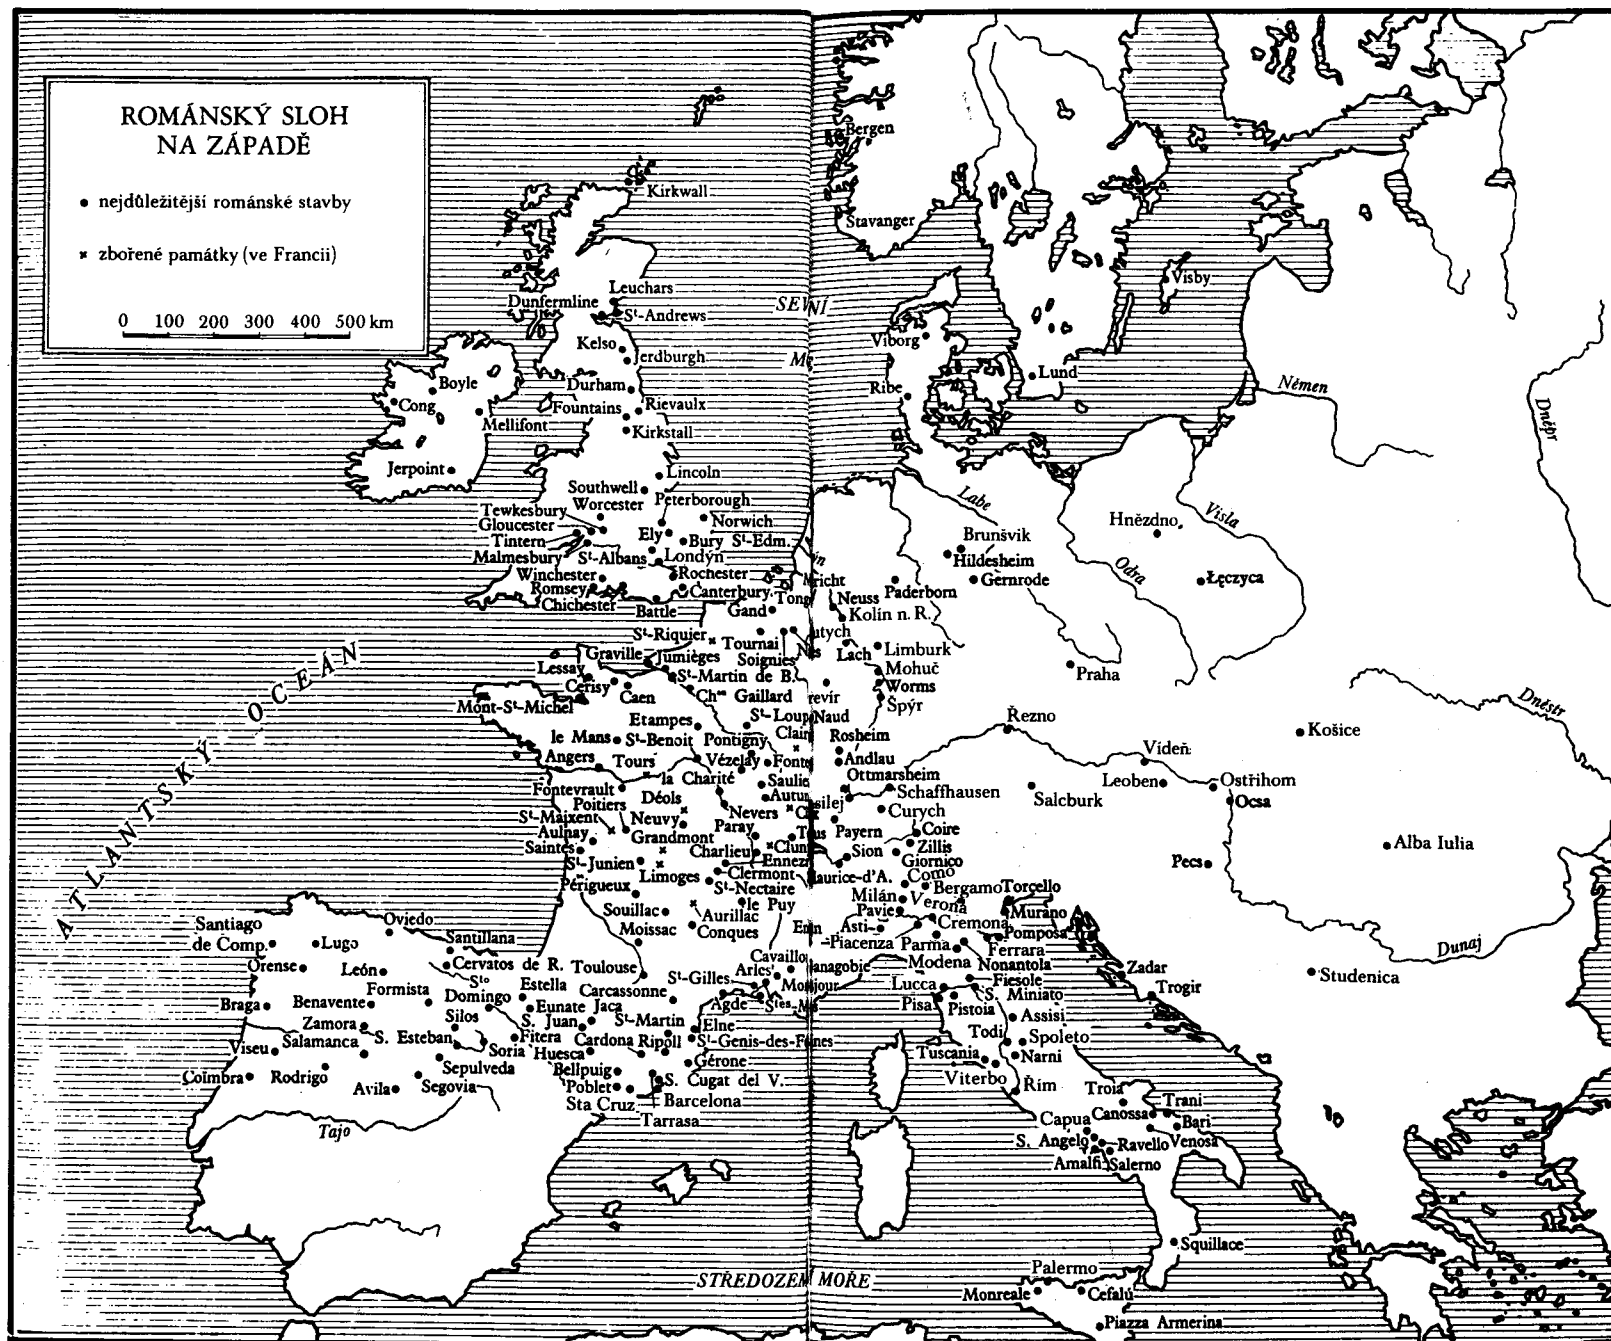 ROMÁNSKÝ SLOH
NA ZÁPADĚ
• nejdůležitější románské stavby
× zbořené památky (ve Francii)
0 100 200 300 400 500 km
ATLANTSKÝ OCEÁN
Bergen
Kirkwall
Stavanger
Visby
Leuchars
Dunfermline
Sᵗ-Andrews
Kelso
Jerdburgh
Viborg
Boyle
Durham
Ribe
Lund
Němen
Cong
Fountains
Rievaulx
Dněpr
Mellifont
Kirkstall
Jerpoint
Lincoln
Southwell
Peterborough
Labe
Worcester
Tewkesbury
Norwich
Hnězdno
Visla
Gloucester
Ely
Brunšvik
Tintern
Bury Sᵗ-Edm.
Malmesbury
Sᵗ-Albans
Londýn
Hildesheim
Winchester
Rochester
Gernrode
Odra
Łęczyca
Romsey
Canterbury
Paderborn
Chichester
Battle
Gand
Neuss
Kolín n. R.
Sᵗ-Riquier
Tournai
Graville
Jumièges
Soignies
Lach
Limburk
Lessay
Sᵗ-Martin de B.
Mohuč
Praha
Cerisy
Caen
Chᵃᵘ Gaillard
Worms
Mont-Sᵗ-Michel
Špýr
Dněstr
Etampes
Sᵗ-Loup Naud
Řezno
Košice
le Mans
Sᵗ-Benoit
Pontigny
Rosheim
Vídeň
Angers
Tours
Vézelay
Andlau
la Charité
Ottmarsheim
Leoben
Ostřihom
Fontevrault
Déols
Schaffhausen
Salcburk
Ocsa
Poitiers
Nevers
Curych
Sᵗ-Maixent
Neuvy
Paray
Payern
Coire
Aulnay
Grandmont
Zillis
Alba Iulia
Saintes
Charlieu
Sion
Giornico
Pecs
Sᵗ-Junien
Limoges
Clermont
Como
Périgueux
Sᵗ-Nectaire
Milán
Bergamo
Torcello
le Puy
Pavie
Verona
Murano
Souillac
Aurillac
Cremona
Conques
Asti
Pomposa
Moissac
Piacenza
Parma
Ferrara
Dunaj
Santiago
de Comp.
Oviedo
Lugo
Santillana
Modena
Nonantola
Zadar
Studenica
Orense
León
Cervatos de R.
Toulouse
Sᵗ-Gilles
Arles
Fiesole
Formista
Sᵗᵒ
Domingo
Silos
Estella
Carcassonne
Agde
Lucca
S. Miniato
Trogir
Braga
Benavente
Eunate
Jaca
Pisa
Pistoia
Assisi
Zamora
S. Juan
Sᵗ-Martin
Elne
Todi
Spoleto
Viseu
Salamanca
S. Esteban
Soria
Fitera
Huesca
Cardona
Ripoll
Tuscania
Narni
Gérone
Viterbo
Řím
Coïmbra
Rodrigo
Avila
Segovia
Sepulveda
Bellpuig
Poblet
S. Cugat del V.
Sta Cruz
Barcelona
Troia
Trani
Tarrasa
Canossa
Bari
Tajo
Capua
S. Angelo
Ravello
Venosa
Amalfi
Salerno
Squillace
STŘEDOZEM MOŘE
Palermo
Monreale
Cefalú
Piazza Armerina